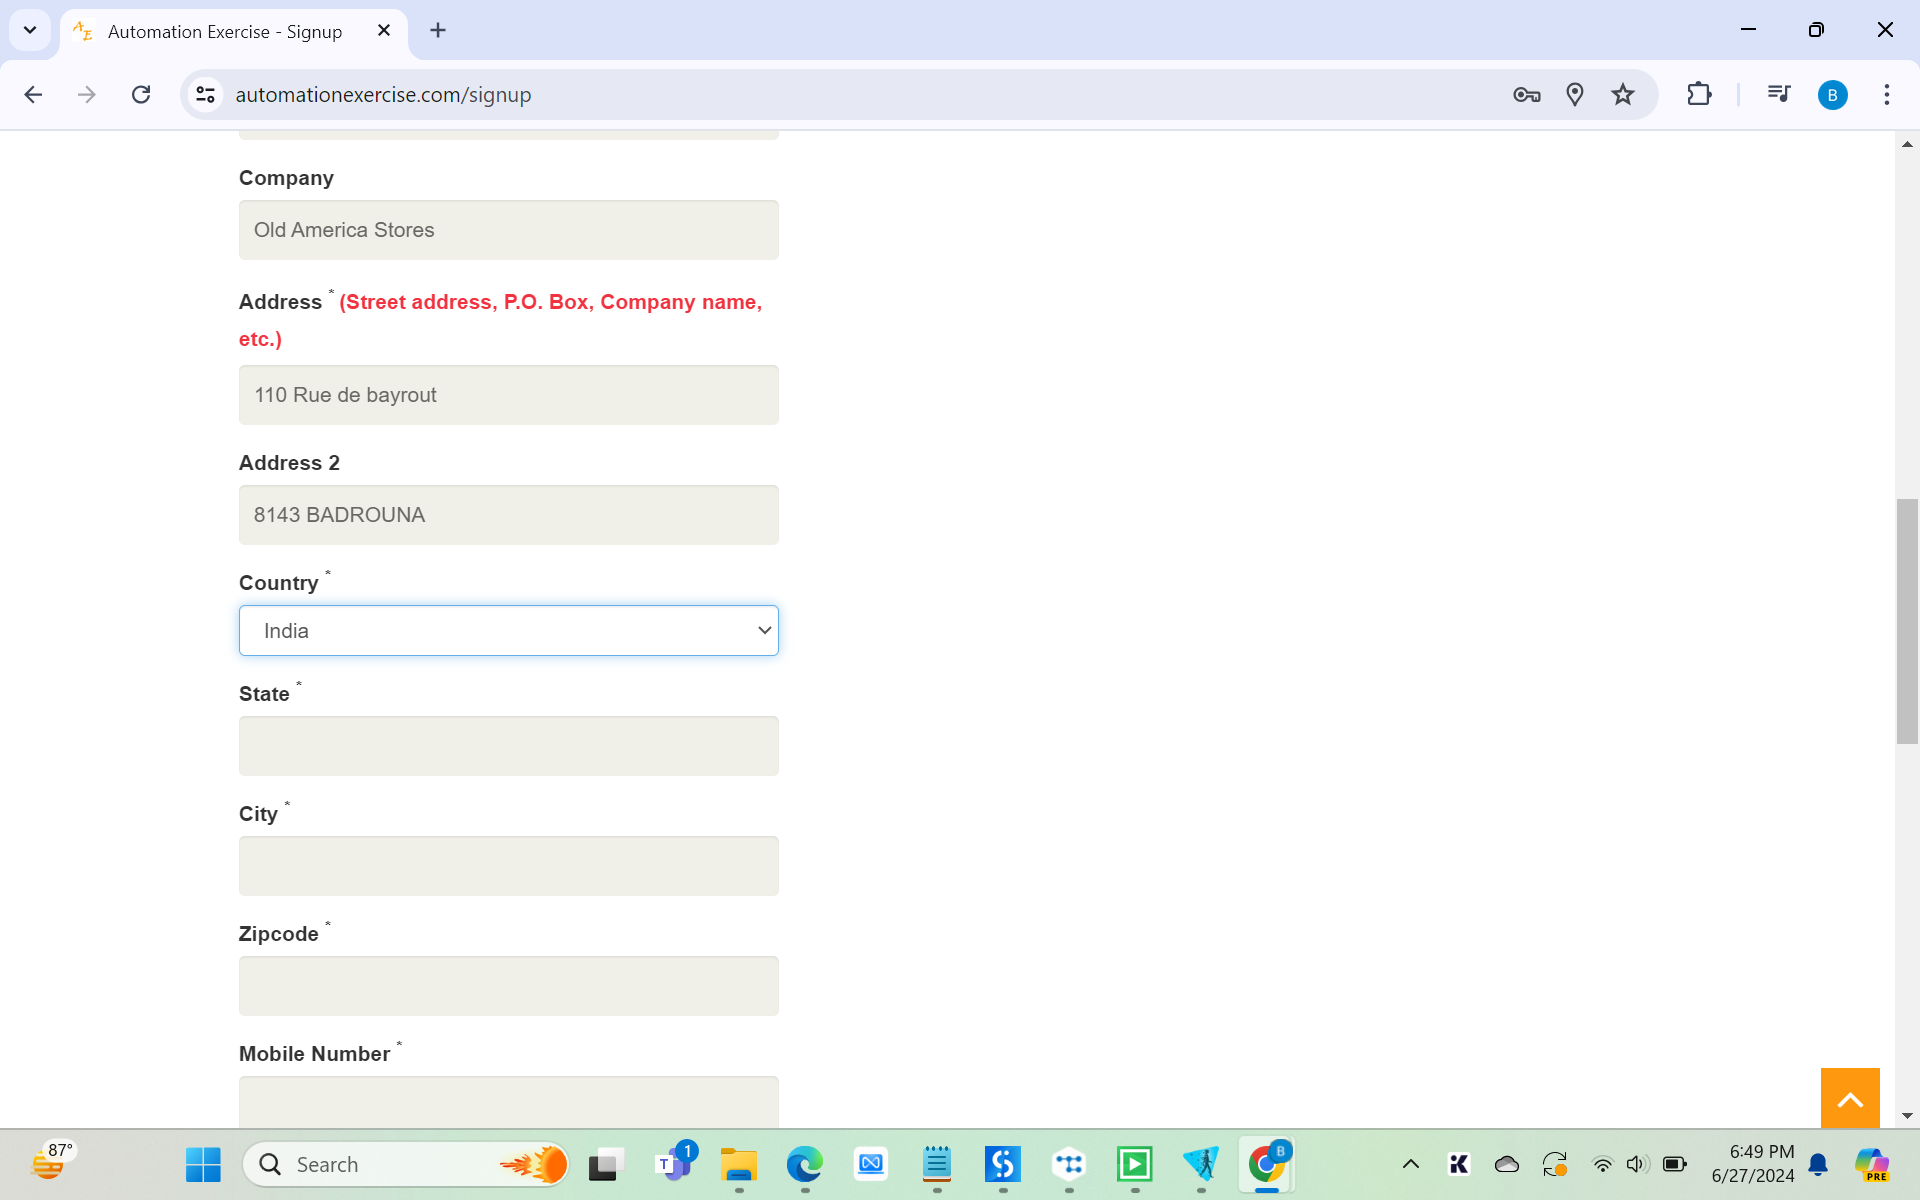 Automation Exercise - Signup
automationexercise.com/signup
B
Company
Old America Stores
Address * (Street address, P.O. Box, Company name,
etc.)
110 Rue de bayrout
Address 2
8143 BADROUNA
Country *
India
State *
City *
Zipcode *
Mobile Number *
87°
Search
1
T
B
K
6:49 PM
6/27/2024
PRE